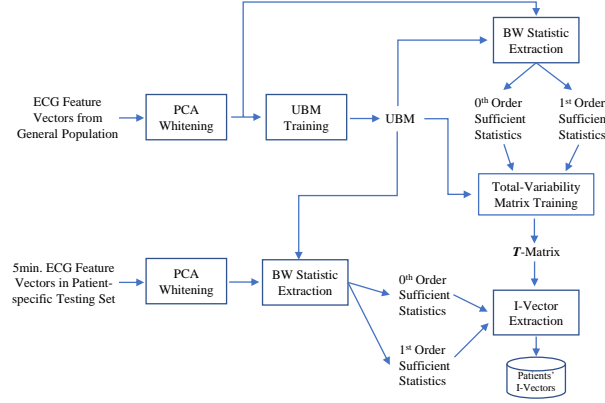 BW Statistic
Extraction
ECG Feature
Vectors from
General Population
PCA
Whitening
UBM
Training
UBM
0th Order
Sufficient
Statistics
1st Order
Sufficient
Statistics
Total-Variability
Matrix Training
T-Matrix
5min. ECG Feature
Vectors in Patient-
specific Testing Set
PCA
Whitening
BW Statistic
Extraction
0th Order
Sufficient
Statistics
1st Order
Sufficient
Statistics
I-Vector
Extraction
Patients'
I-Vectors